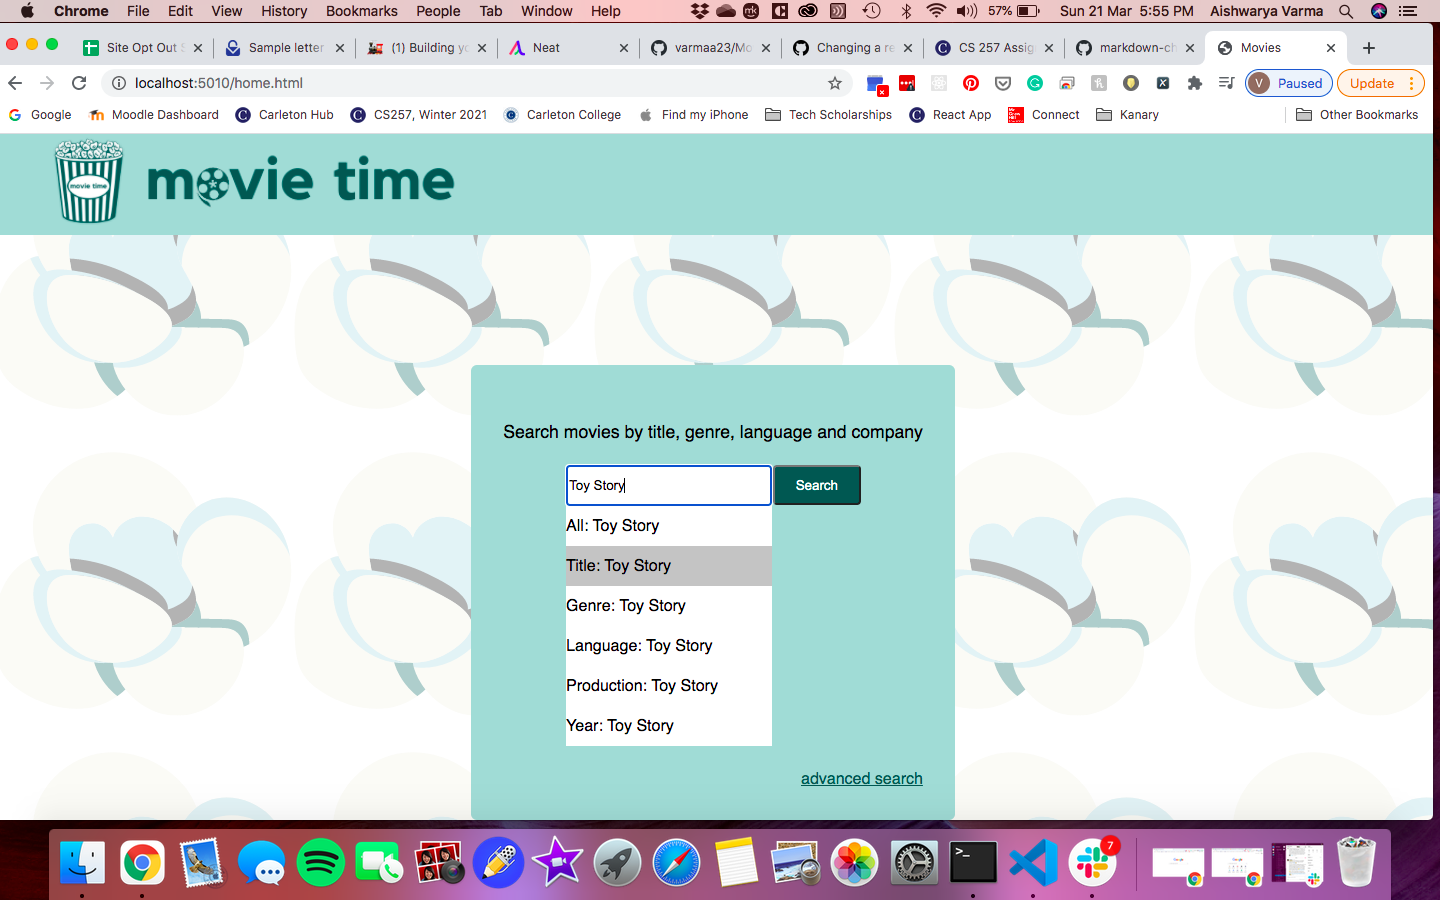 Chrome File Edit View History Bookmarks People Tab Window Help 57% Sun 21 Mar 5:55 PM Aishwarya Varma
Site Opt Out S Sample letter (1) Building yo Neat varmaa23/Mo Changing a re CS 257 Assig markdown-ch Movies
localhost:5010/home.html V Paused Update
Google Moodle Dashboard Carleton Hub CS257, Winter 2021 Carleton College Find my iPhone Tech Scholarships React App Connect Kanary Other Bookmarks
movie time
movie time
Search movies by title, genre, language and company
Toy Story Search
All: Toy Story
Title: Toy Story
Genre: Toy Story
Language: Toy Story
Production: Toy Story
Year: Toy Story
advanced search
7